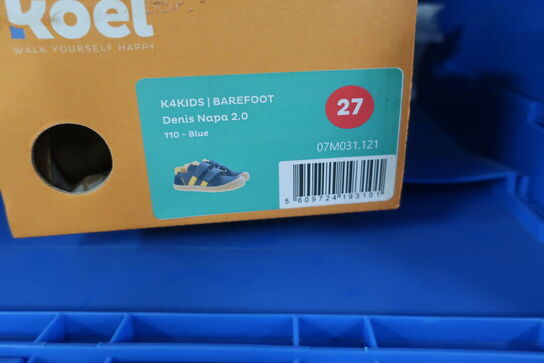 Koel
WALK YOURSELF HAPPY
K4KIDS | BAREFOOT
Denis Napa 2.0
110 - Blue
27
07M031.121
5 609724 193101